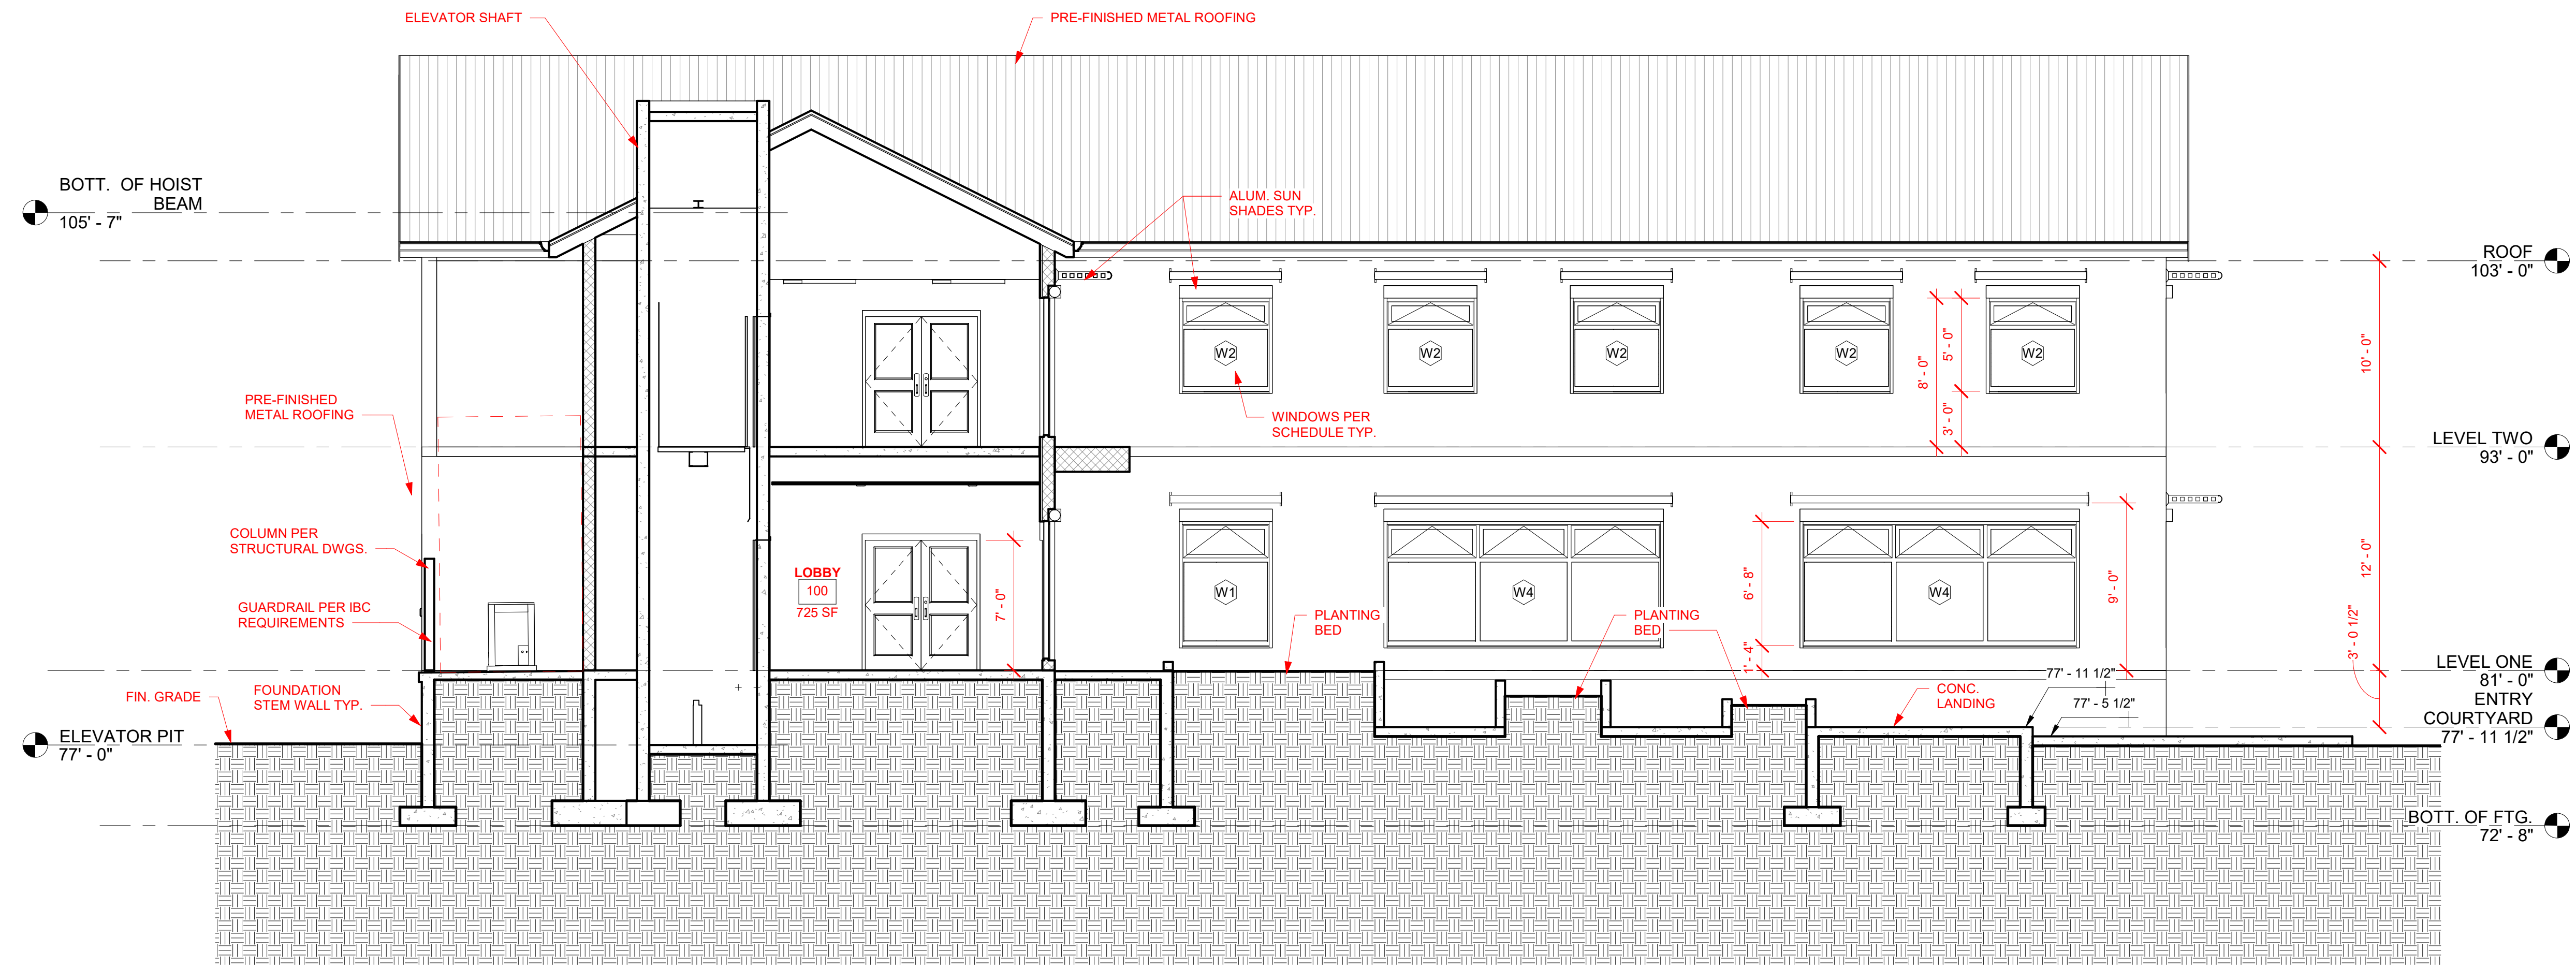 ELEVATOR SHAFT
PRE-FINISHED METAL ROOFING
BOTT. OF HOIST
BEAM
105' - 7"
ALUM. SUN
SHADES TYP.
ROOF
103' - 0"
W2
W2
W2
W2
W2
8' - 0"
5' - 0"
3' - 0"
10' - 0"
PRE-FINISHED
METAL ROOFING
WINDOWS PER
SCHEDULE TYP.
LEVEL TWO
93' - 0"
COLUMN PER
STRUCTURAL DWGS.
GUARDRAIL PER IBC
REQUIREMENTS
LOBBY
100
725 SF
7' - 0"
W1
W4
W4
6' - 8"
1' - 4"
9' - 0"
12' - 0"
3' - 0 1/2"
PLANTING
BED
PLANTING
BED
LEVEL ONE
81' - 0"
FIN. GRADE
FOUNDATION
STEM WALL TYP.
CONC.
LANDING
77' - 11 1/2"
77' - 5 1/2"
ENTRY
COURTYARD
77' - 11 1/2"
ELEVATOR PIT
77' - 0"
BOTT. OF FTG.
72' - 8"